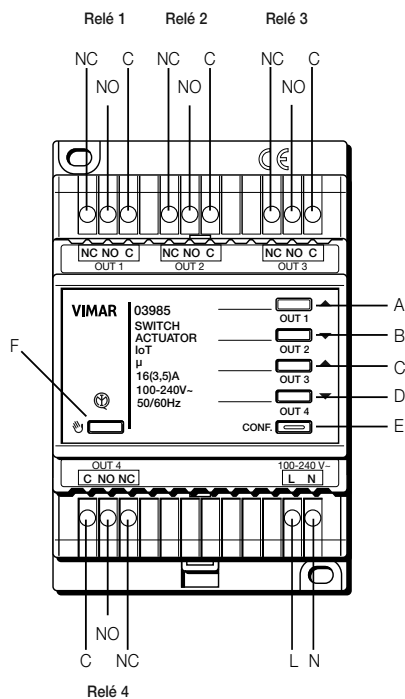 Relé 1 Relé 2 Relé 3
NC C NC C NC C
NO NO NO
CE
NC NO C NC NO C NC NO C
OUT 1 OUT 2 OUT 3
VIMAR
03985
SWITCH
ACTUATOR
IoT
µ
16(3,5)A
100-240V~
50/60Hz
OUT 1
OUT 2
OUT 3
OUT 4
CONF.
A
B
C
D
E
F
OUT 4 100-240 V~
C NO NC L N
NO
C NC L N
Relé 4